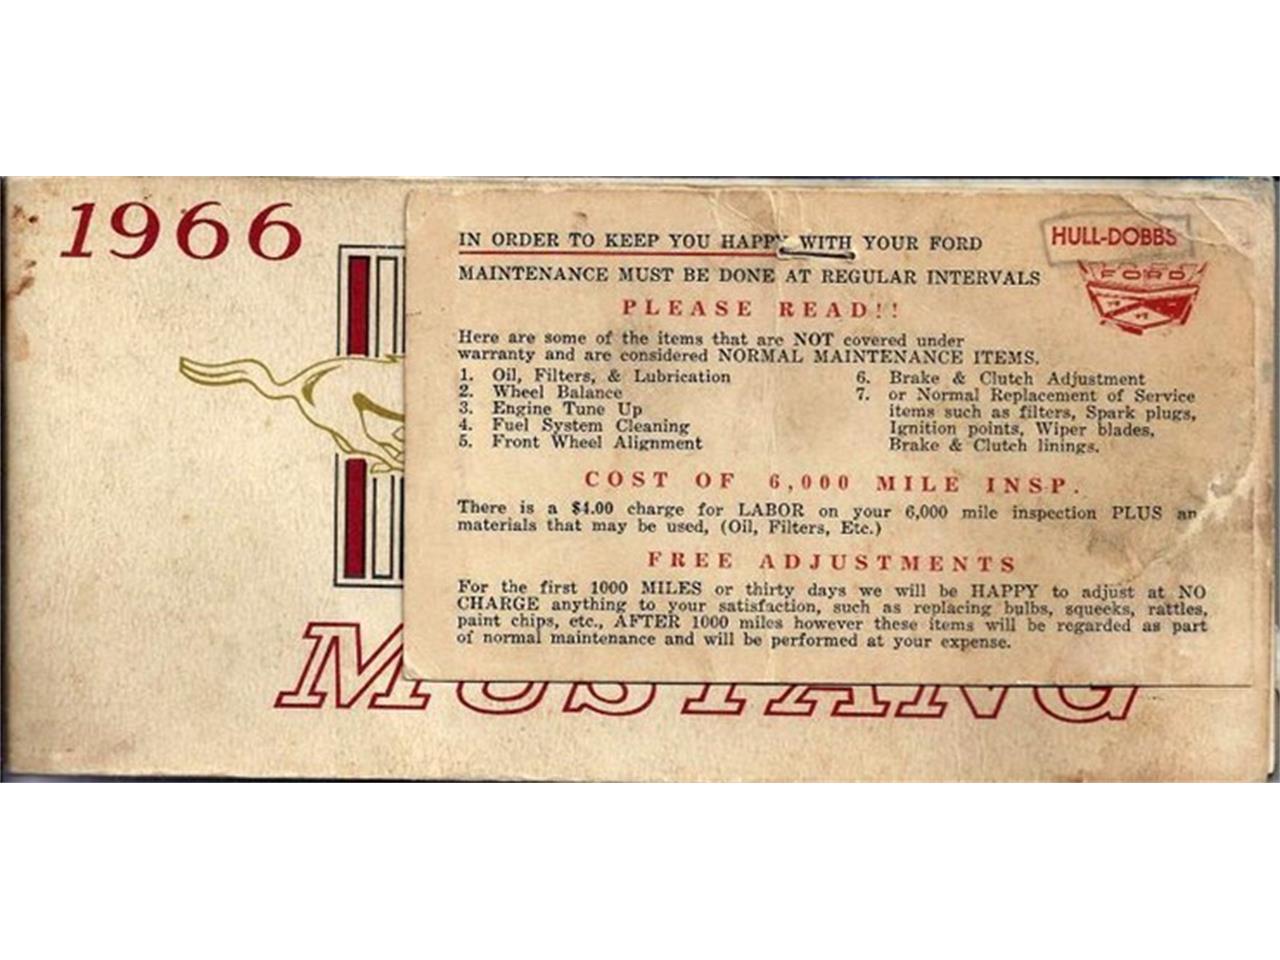 1966
IN ORDER TO KEEP YOU HAPPY WITH YOUR FORD
HULL-DOBBS
FORD
MAINTENANCE MUST BE DONE AT REGULAR INTERVALS
PLEASE READ!!
Here are some of the items that are NOT covered under
warranty and are considered NORMAL MAINTENANCE ITEMS.
1. Oil, Filters, & Lubrication
2. Wheel Balance
3. Engine Tune Up
4. Fuel System Cleaning
5. Front Wheel Alignment
6. Brake & Clutch Adjustment
7. or Normal Replacement of Service
items such as filters, Spark plugs,
Ignition points, Wiper blades,
Brake & Clutch linings.
COST OF 6,000 MILE INSP.
There is a $4.00 charge for LABOR on your 6,000 mile inspection PLUS an
materials that may be used, (Oil, Filters, Etc.)
FREE ADJUSTMENTS
For the first 1000 MILES or thirty days we will be HAPPY to adjust at NO
CHARGE anything to your satisfaction, such as replacing bulbs, squeeks, rattles,
paint chips, etc., AFTER 1000 miles however these items will be regarded as part
of normal maintenance and will be performed at your expense.
MUSTANG